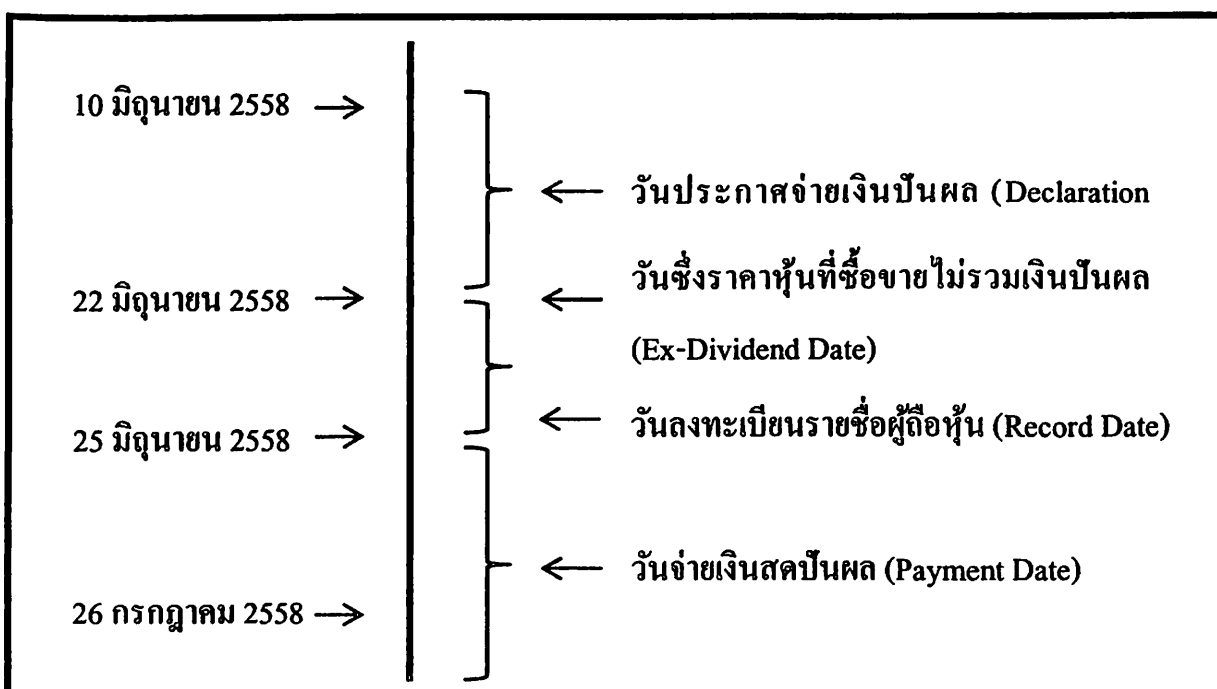 10 มิถุนายน 2558
วันประกาศจ่ายเงินปันผล (Declaration
22 มิถุนายน 2558
วันซึ่งราคาหุ้นที่ซื้อขายไม่รวมเงินปันผล
(Ex-Dividend Date)
25 มิถุนายน 2558
วันลงทะเบียนรายชื่อผู้ถือหุ้น (Record Date)
วันจ่ายเงินสดปันผล (Payment Date)
26 กรกฎาคม 2558